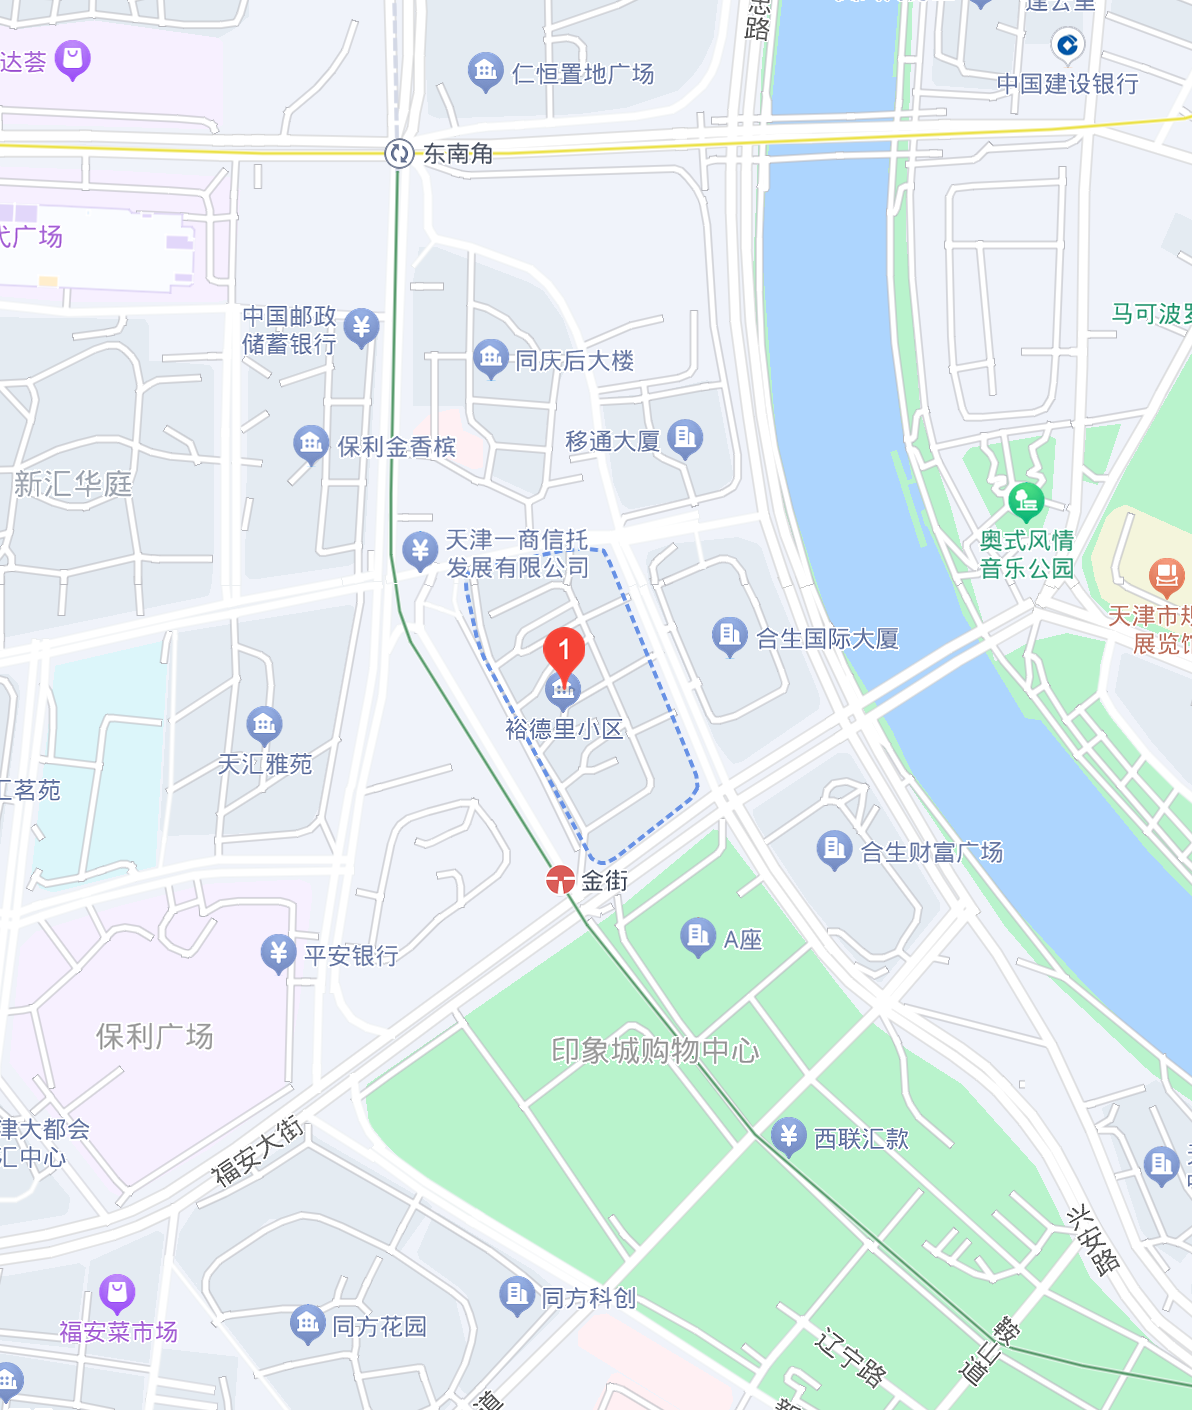 忠路
达荟
仁恒置地广场
中国建设银行
东南角
代广场
中国邮政
储蓄银行
马可波罗
同庆后大楼
移通大厦
保利金香槟
新汇华庭
天津一商信托
发展有限公司
奥式风情
音乐公园
天津市规
展览馆
合生国际大厦
1
裕德里小区
天汇雅苑
汇茗苑
合生财富广场
金街
A座
平安银行
保利广场
印象城购物中心
津大都会
汇中心
福安大街
西联汇款
兴安路
同方科创
福安菜市场
同方花园
辽宁路
鞍山道
道